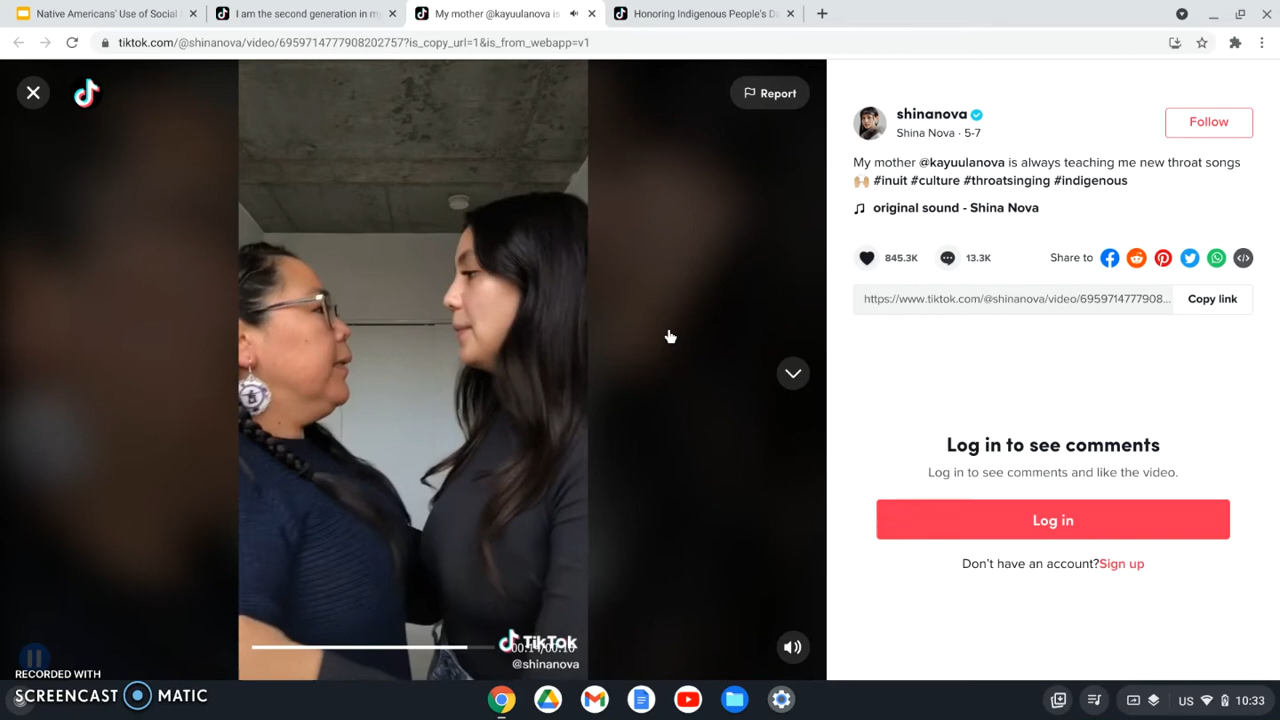 Native Americans' Use of Social
I am the second generation in my
My mother @kayuulanova is
Honoring Indigenous People's Da
tiktok.com/@shinanova/video/6959714777908202757?is_copy_url=1&is_from_webapp=v1
Report
shinanova
Shina Nova · 5-7
Follow
My mother @kayuulanova is always teaching me new throat songs
#inuit #culture #throatsinging #indigenous
original sound - Shina Nova
845.3K
13.3K
Share to
https://www.tiktok.com/@shinanova/video/6959714777908...
Copy link
Log in to see comments
Log in to see comments and like the video.
Log in
Don't have an account?Sign up
TikTok
@shinanova
RECORDED WITH
SCREENCAST MATIC
US
10:33